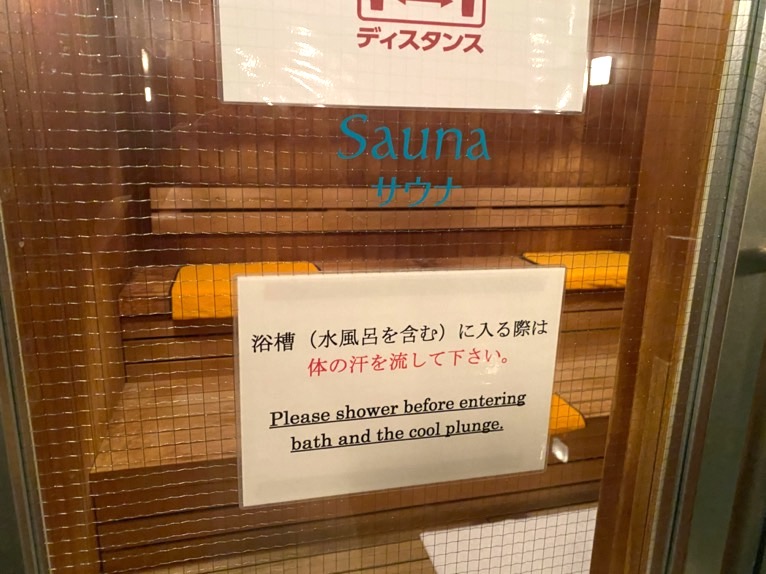 ディスタンス
Sauna
サウナ
浴槽（水風呂を含む）に入る際は
体の汗を流して下さい。
Please shower before entering
bath and the cool plunge.